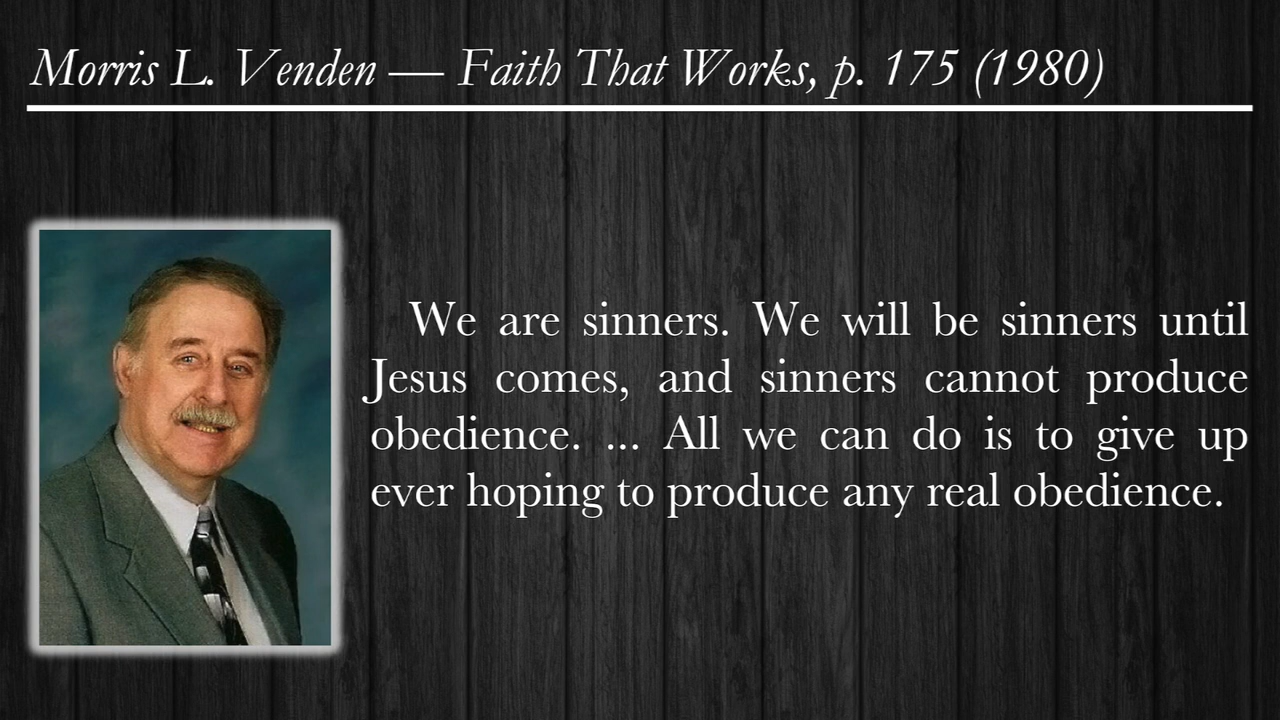 Morris L. Venden — Faith That Works, p. 175 (1980)
We are sinners. We will be sinners until
Jesus comes, and sinners cannot produce
obedience. ... All we can do is to give up
ever hoping to produce any real obedience.